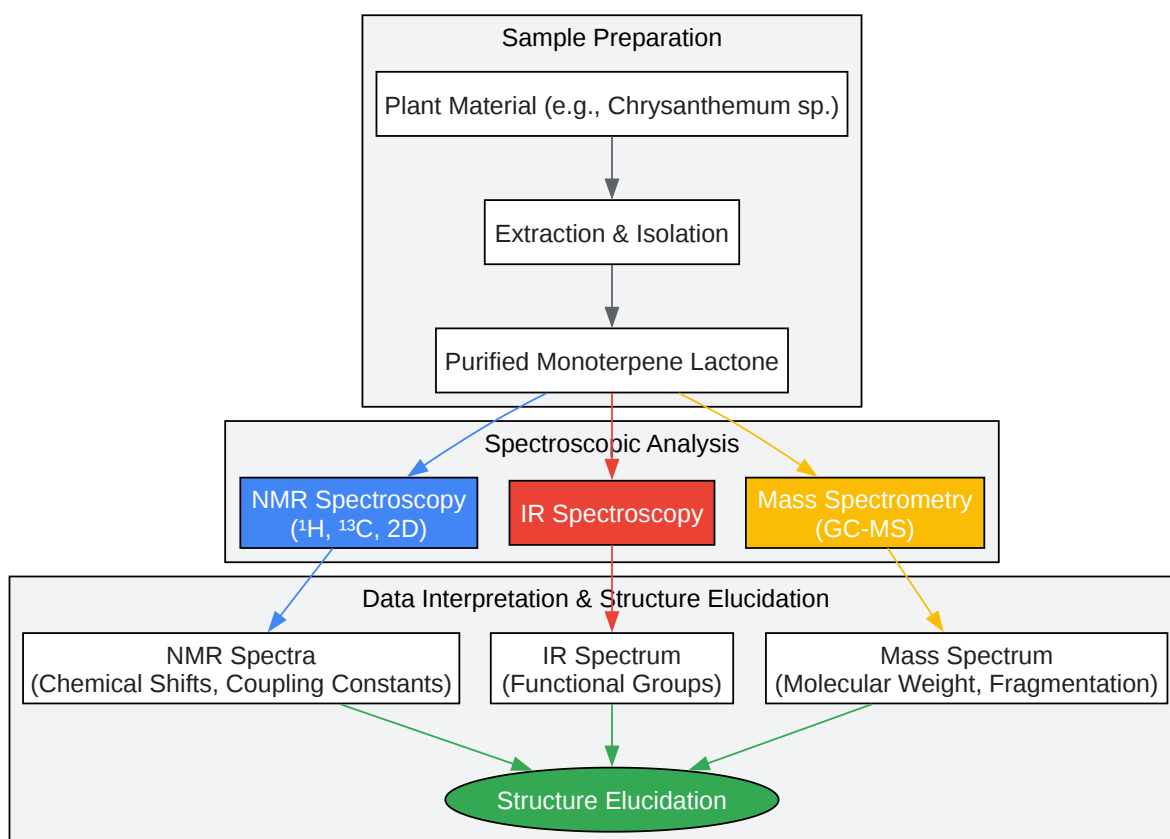 Sample Preparation
Plant Material (e.g., Chrysanthemum sp.)
Extraction & Isolation
Purified Monoterpene Lactone
Spectroscopic Analysis
NMR Spectroscopy
(¹H, ¹³C, 2D)
IR Spectroscopy
Mass Spectrometry
(GC-MS)
Data Interpretation & Structure Elucidation
NMR Spectra
(Chemical Shifts, Coupling Constants)
IR Spectrum
(Functional Groups)
Mass Spectrum
(Molecular Weight, Fragmentation)
Structure Elucidation